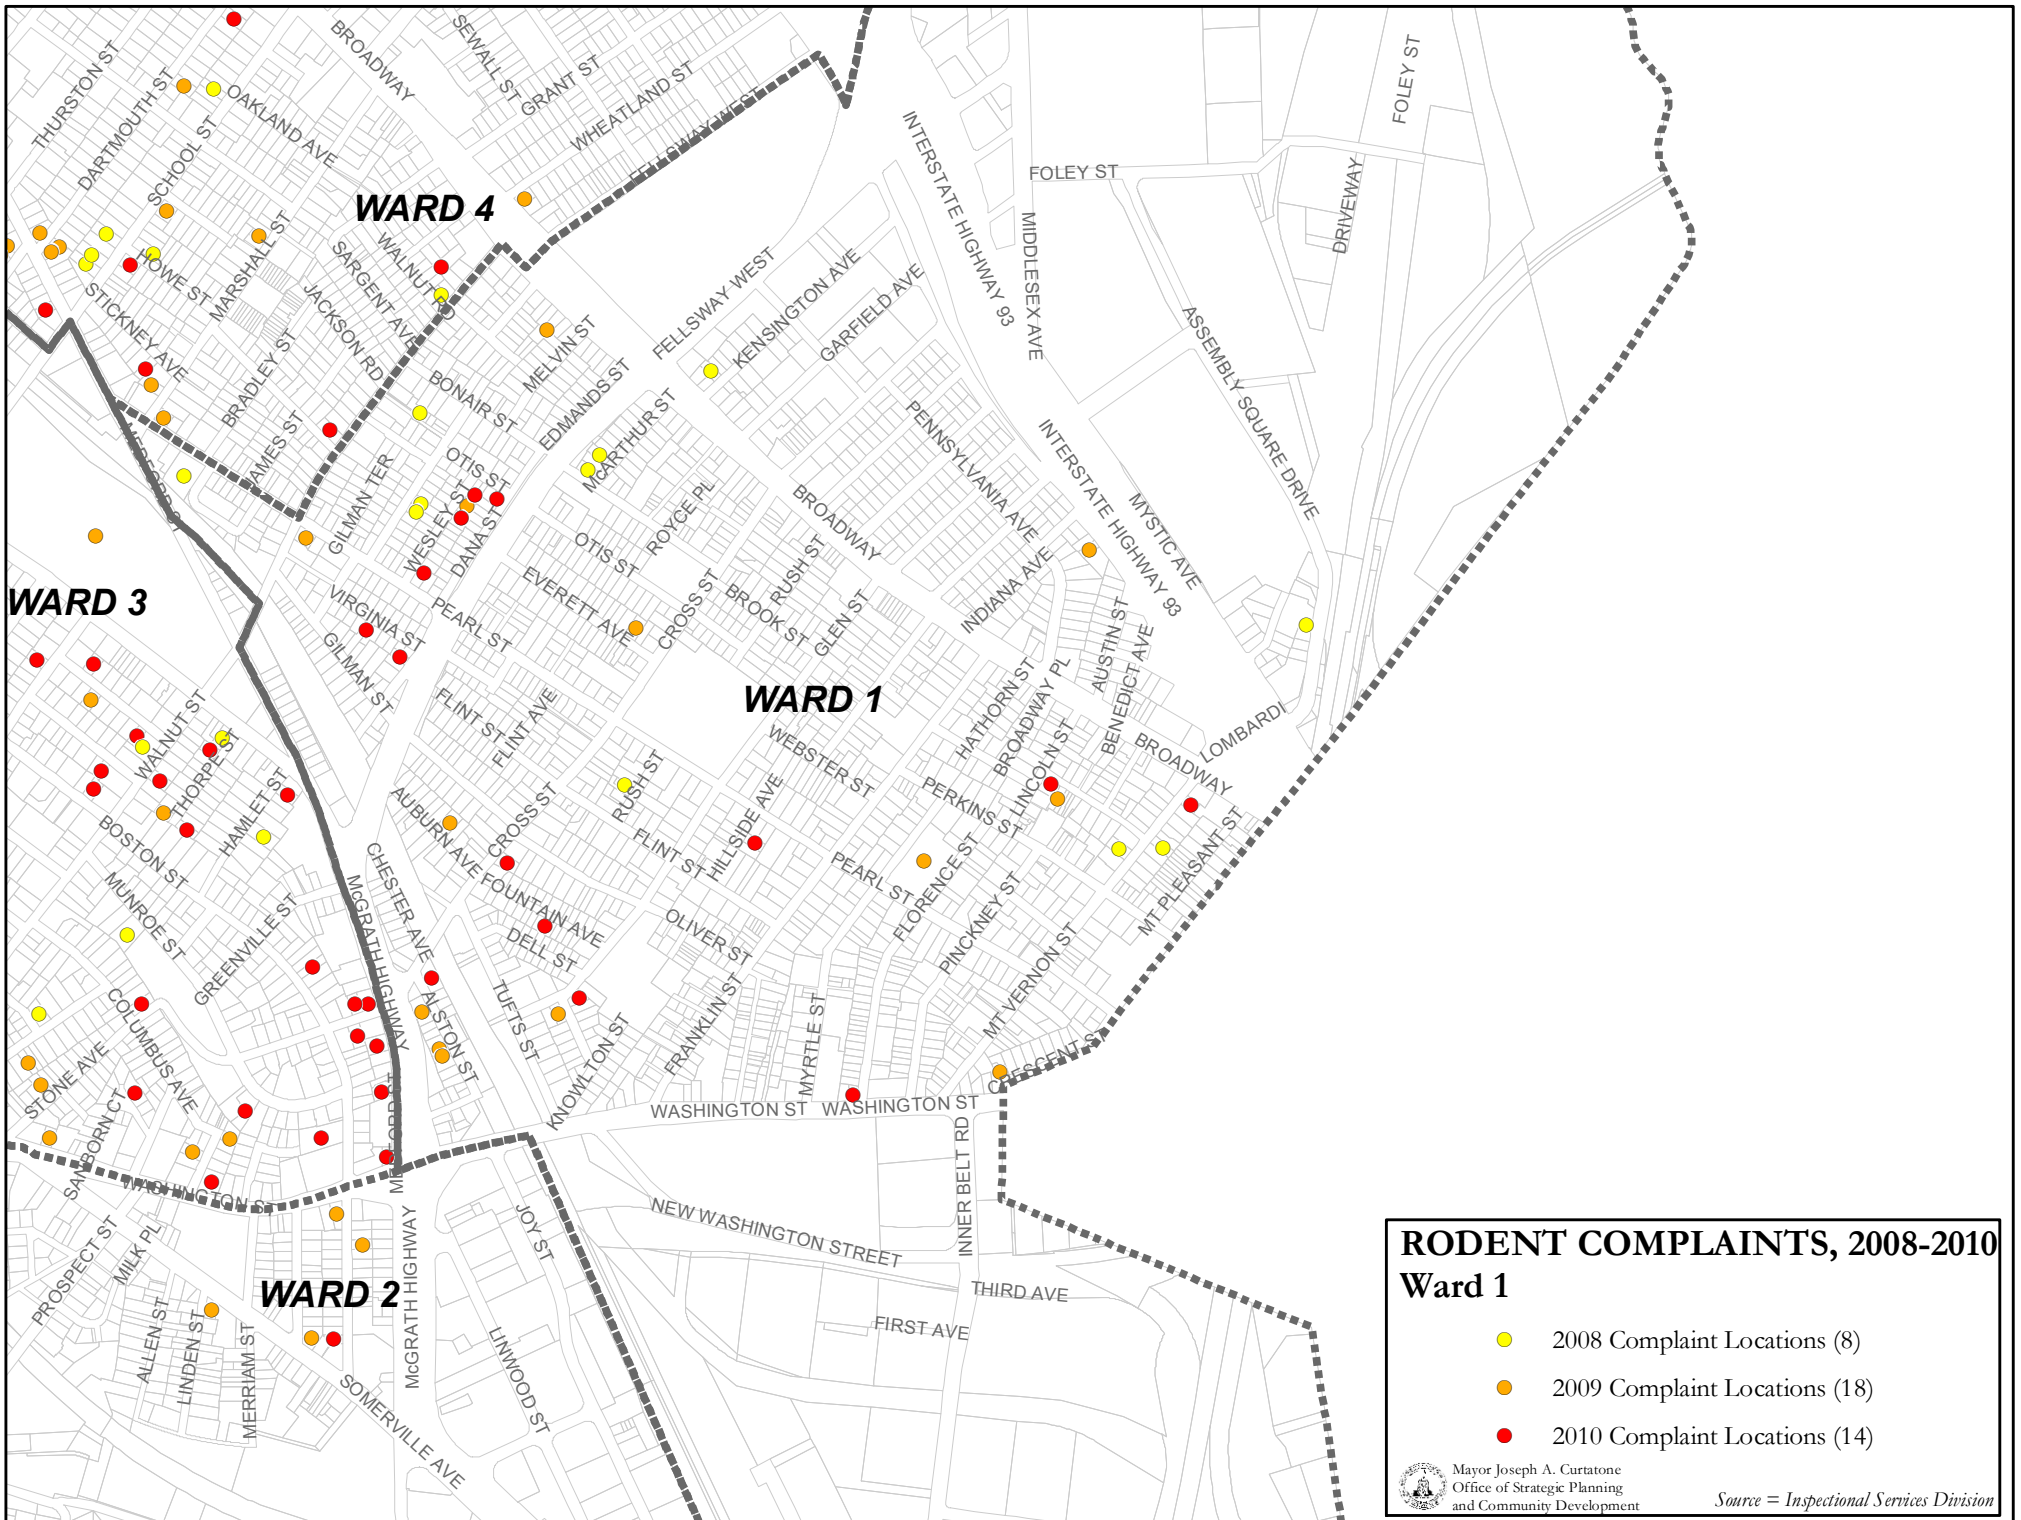 THURSTON ST
DARTMOUTH ST
SCHOOL ST
OAKLAND AVE
BROADWAY
SEWALL ST
GRANT ST
WHEATLAND ST
FELLSWAY WEST
WARD 4
MARSHALL ST
HOWE ST
STICKNEY AVE
SARGENT AVE
WALNUT RD
JACKSON RD
BRADLEY ST
JAMES ST
MEDFORD ST
INTERSTATE HIGHWAY 93
MIDDLESEX AVE
FOLEY ST
FOLEY ST
DRIVEWAY
ASSEMBLY SQUARE DRIVE
FELLSWAY WEST
KENSINGTON AVE
GARFIELD AVE
MELVIN ST
BONAIR ST
EDMANDS ST
McARTHUR ST
OTIS ST
GILMAN TER
WESLEY ST
DANA ST
ROYCE PL
OTIS ST
EVERETT AVE
CROSS ST
BROOK ST
RUSH ST
GLEN ST
BROADWAY
PENNSYLVANIA AVE
INDIANA AVE
INTERSTATE HIGHWAY 93
MYSTIC AVE
WARD 3
VIRGINIA ST
PEARL ST
GILMAN ST
FLINT ST
FLINT AVE
WARD 1
WEBSTER ST
HATHORN ST
BROADWAY PL
LINCOLN ST
AUSTIN ST
BENEDICT AVE
BROADWAY
LOMBARDI
PERKINS ST
MT PLEASANT ST
WALNUT ST
THORPE ST
HAMLET ST
BOSTON ST
MUNROE ST
GREENVILLE ST
AUBURN AVE
CROSS ST
RUSH ST
FLINT ST
HILLSIDE AVE
PEARL ST
FLORENCE ST
PINCKNEY ST
CHESTER AVE
McGRATH HIGHWAY
FOUNTAIN AVE
DELL ST
OLIVER ST
FRANKLIN ST
MYRTLE ST
MT VERNON ST
CRESCENT ST
COLUMBUS AVE
STONE AVE
SANBORN CT
ALSTON ST
TUFTS ST
KNOWLTON ST
MEDFORD ST
WASHINGTON ST
WASHINGTON ST
WASHINGTON ST
INNER BELT RD
NEW WASHINGTON STREET
THIRD AVE
FIRST AVE
PROSPECT ST
MILK PL
ALLEN ST
LINDEN ST
MERRIAM ST
WARD 2
McGRATH HIGHWAY
JOY ST
LINWOOD ST
SOMERVILLE AVE
RODENT COMPLAINTS, 2008-2010
Ward 1
2008 Complaint Locations (8)
2009 Complaint Locations (18)
2010 Complaint Locations (14)
Mayor Joseph A. Curtatone
Office of Strategic Planning
and Community Development
Source = Inspectional Services Division